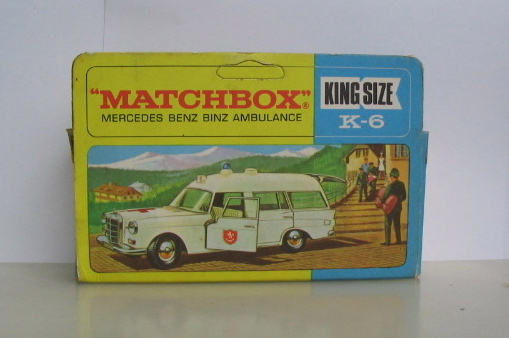 "MATCHBOX"®
MERCEDES BENZ BINZ AMBULANCE
KING SIZE
K-6